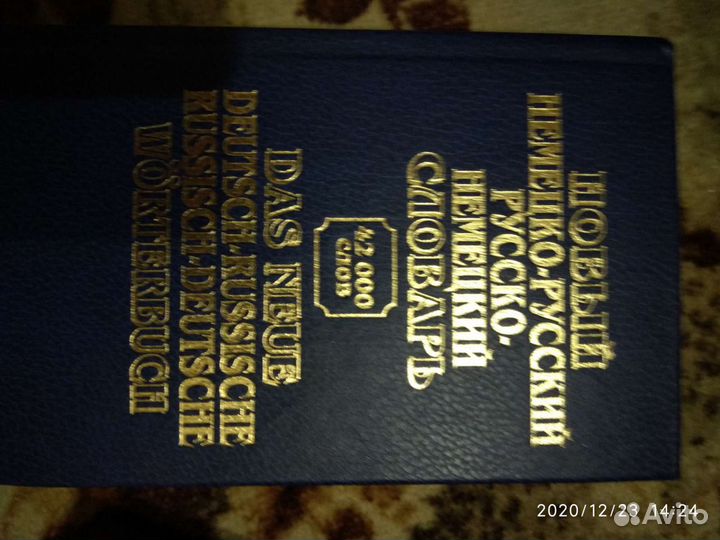 НОВЫЙ
НЕМЕЦКО-РУССКИЙ
РУССКО-
НЕМЕЦКИЙ
СЛОВАРЬ
42 000
СЛОВ
DAS NEUE
DEUTSCH-RUSSISCHE
RUSSISCH-DEUTSCHE
WÖRTERBUCH
2020/12/23 14:24
Avito